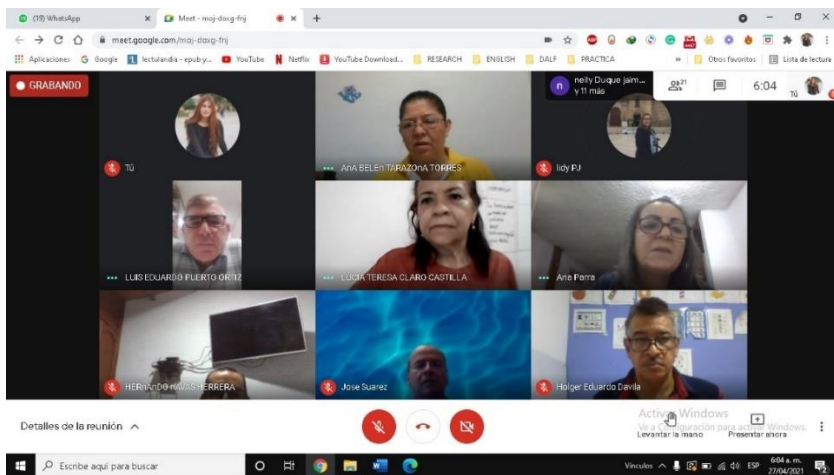 (19) WhatsApp
Meet - moj-daxg-fnj
meet.google.com/moj-daxg-fnj
Aplicaciones Google lectulandia - epub y... YouTube Netflix YouTube Download... RESEARCH ENGLISH DALF PRACTICA » Otros favoritos Lista de lectura
GRABANDO
nelly Duque jaim...
y 11 más
21
6:04
Tú
Tú
AnA BELEn TARAZOnA TORRES
lidy PJ
LUIS EDUARDO PUERTO ORTIZ
LUCIA TERESA CLARO CASTILLA
Ana Parra
HERnAnDO nAVAS HERRERA
Jose Suarez
Holger Eduardo Davila
Detalles de la reunión
Activar Windows
Ve a Configuración para activar Windows.
Levantar la mano
Presentar ahora
Escribe aquí para buscar
Vínculos
ESP
6:04 a. m.
27/04/2021